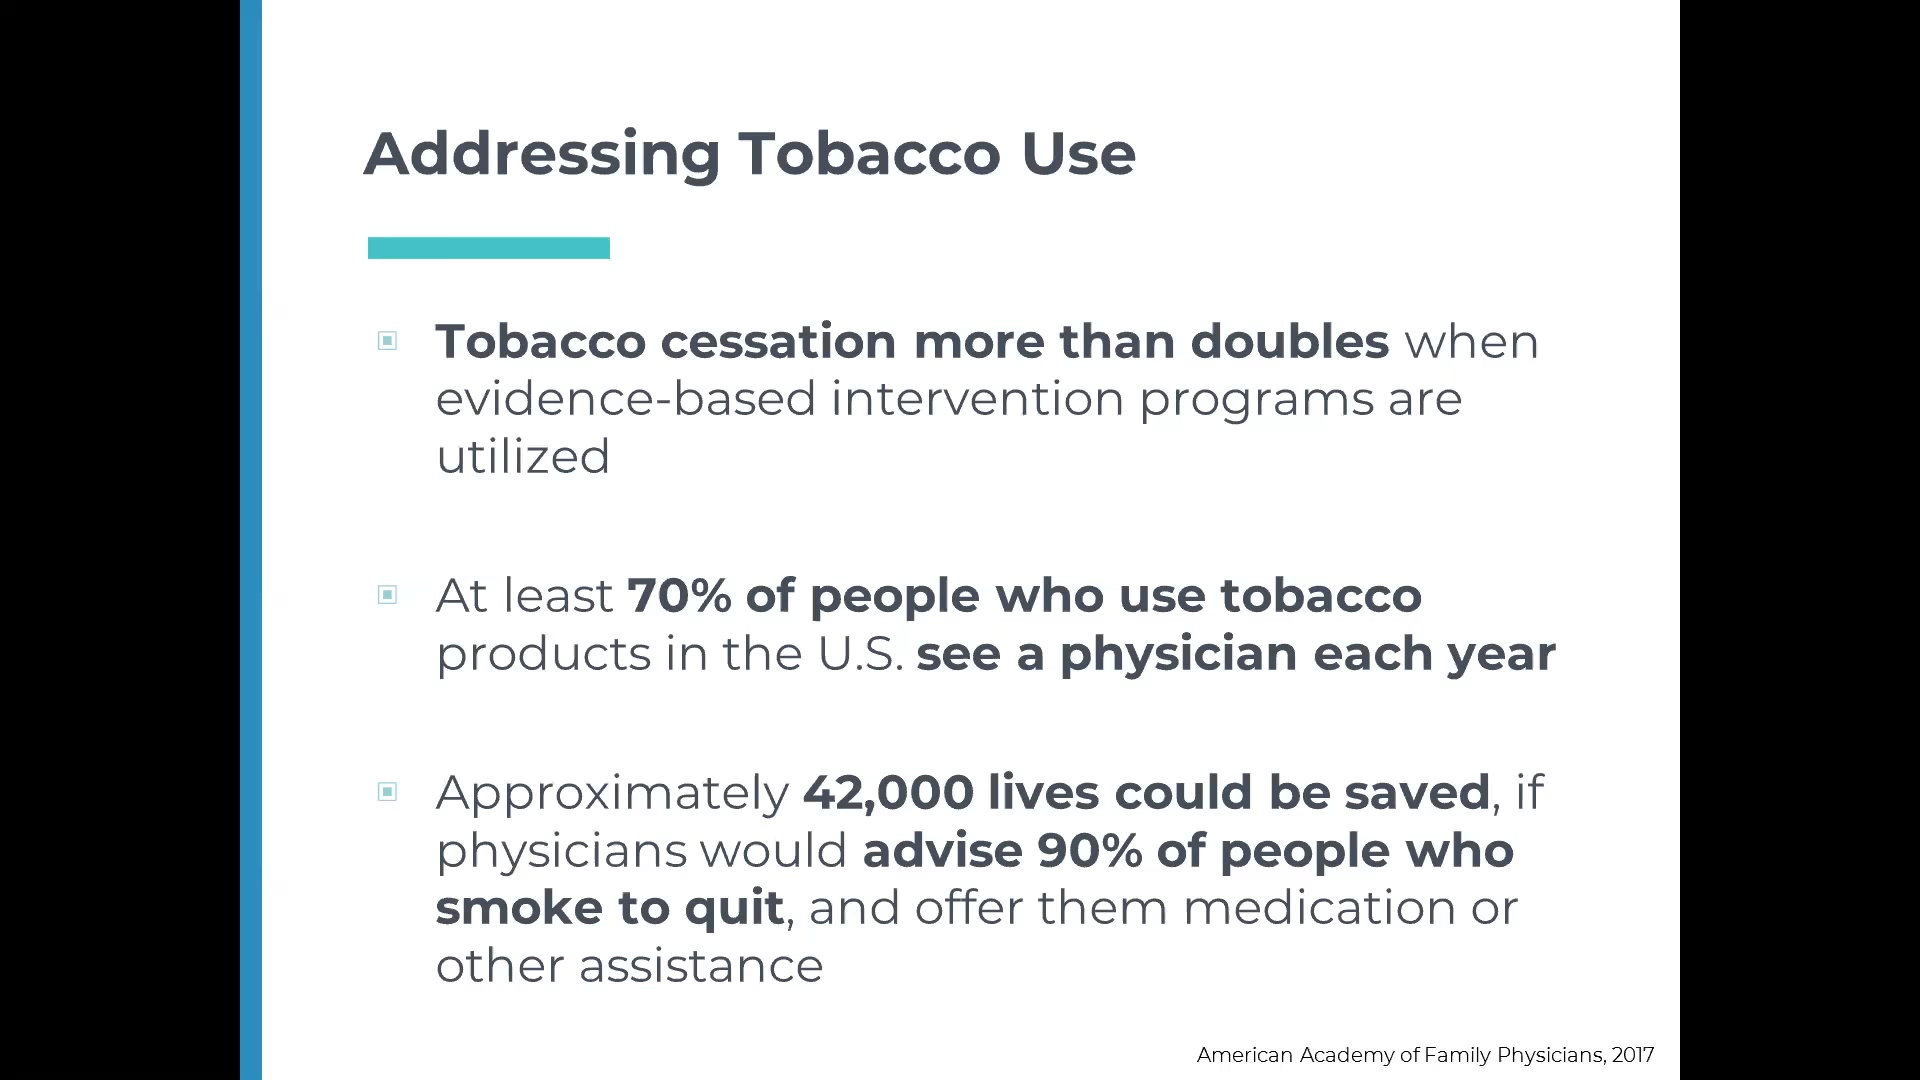 Addressing Tobacco Use
Tobacco cessation more than doubles when
evidence-based intervention programs are
utilized
At least 70% of people who use tobacco
products in the U.S. see a physician each year
Approximately 42,000 lives could be saved, if
physicians would advise 90% of people who
smoke to quit, and offer them medication or
other assistance
American Academy of Family Physicians, 2017